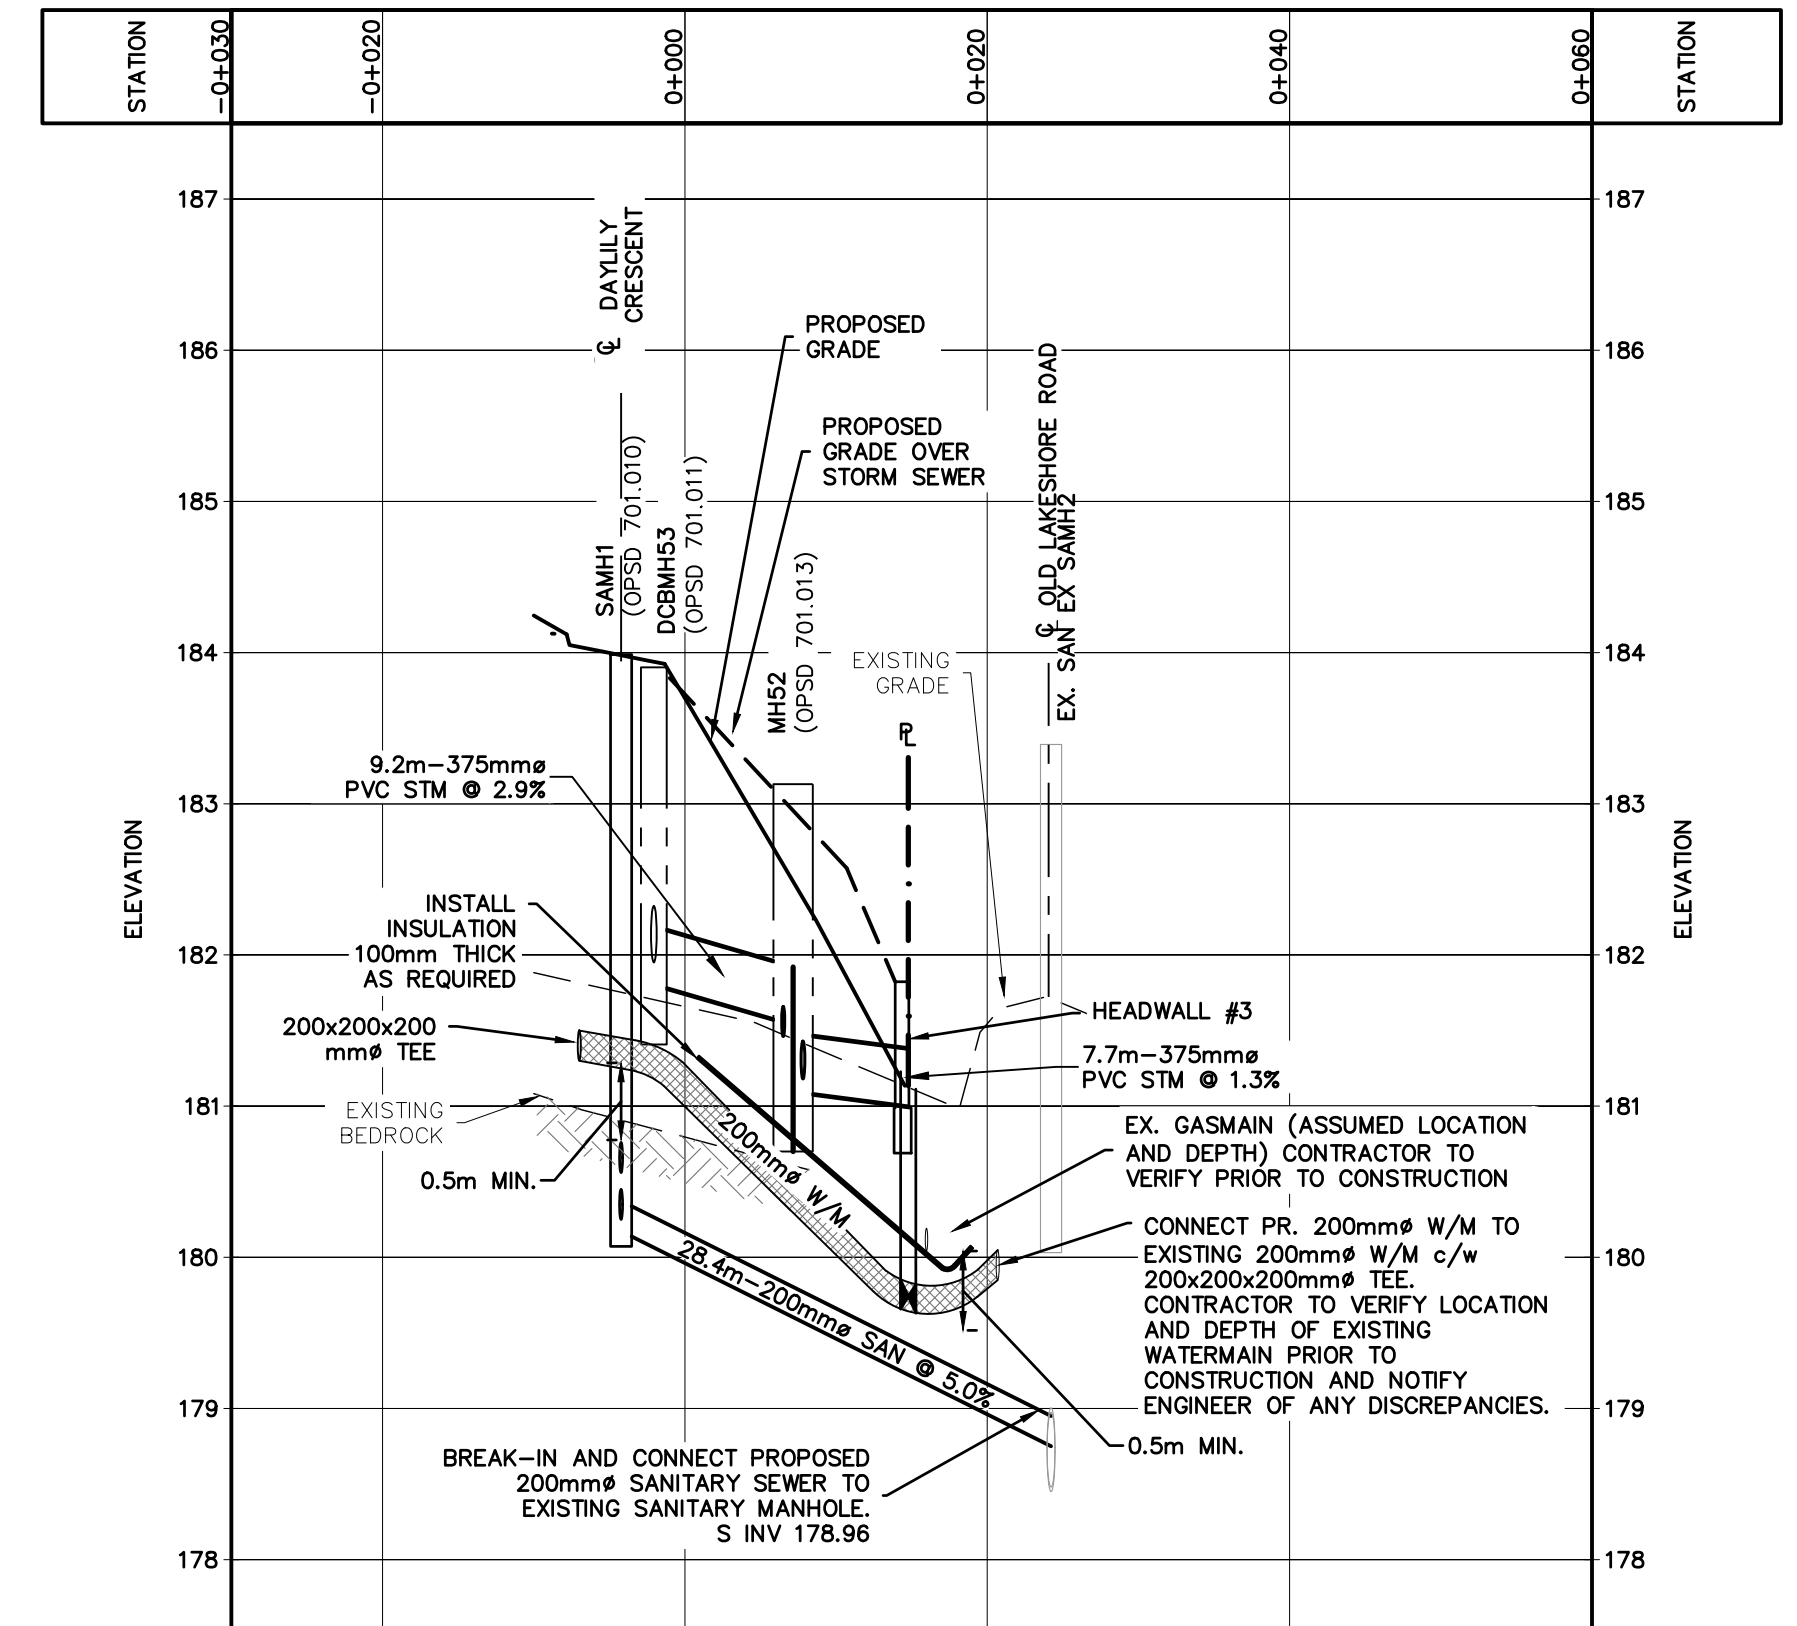 STATION
-0+030
-0+020
0+000
0+020
0+040
0+060
STATION
187
187
DAYLILY
CRESCENT
℄
PROPOSED
GRADE
186
186
℄ OLD LAKESHORE ROAD
EX. SAN EX SAMH2
PROPOSED
GRADE OVER
STORM SEWER
185
185
SAMH1
(OPSD 701.010)
DCBMH53
(OPSD 701.011)
MH52
(OPSD 701.013)
184
184
EXISTING
GRADE
PL
9.2m-375mmø
PVC STM @ 2.9%
183
183
ELEVATION
ELEVATION
INSTALL
INSULATION
100mm THICK
AS REQUIRED
182
182
200x200x200
mmø TEE
HEADWALL #3
7.7m-375mmø
PVC STM @ 1.3%
181
181
EXISTING
BEDROCK
0.5m MIN.
200mmø W/M
EX. GASMAIN (ASSUMED LOCATION
AND DEPTH) CONTRACTOR TO
VERIFY PRIOR TO CONSTRUCTION
180
180
CONNECT PR. 200mmø W/M TO
EXISTING 200mmø W/M c/w
200x200x200mmø TEE.
CONTRACTOR TO VERIFY LOCATION
AND DEPTH OF EXISTING
WATERMAIN PRIOR TO
CONSTRUCTION AND NOTIFY
ENGINEER OF ANY DISCREPANCIES.
28.4m-200mmø SAN @ 5.0%
179
179
0.5m MIN.
BREAK-IN AND CONNECT PROPOSED
200mmø SANITARY SEWER TO
EXISTING SANITARY MANHOLE.
S INV 178.96
178
178